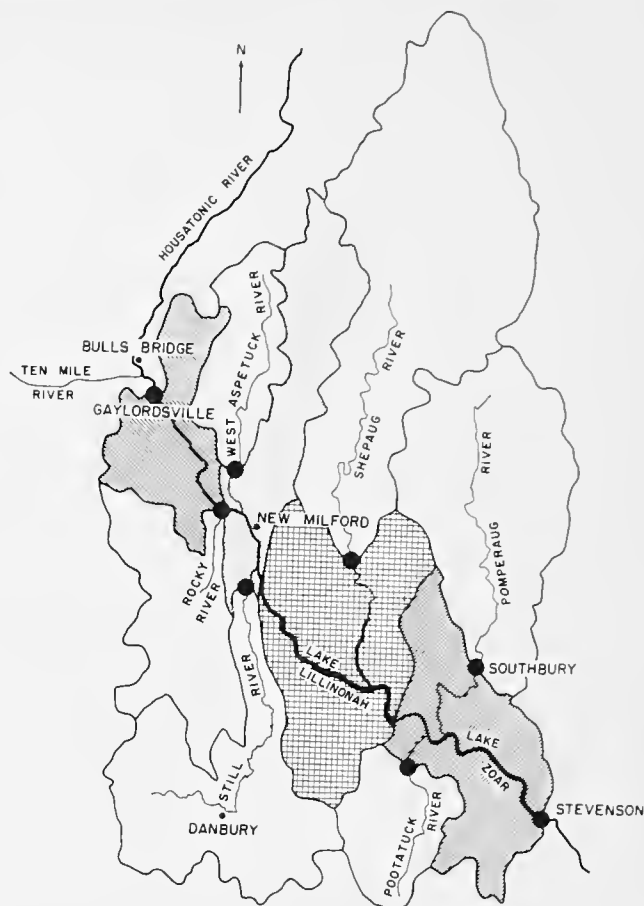 N
HOUSATONIC RIVER
BULLS BRIDGE
TEN MILE
RIVER
GAYLORDSVILLE
WEST ASPETUCK RIVER
SHEPAUG RIVER
POMPERAUG RIVER
NEW MILFORD
ROCKY RIVER
LAKE
LILLINONAH
SOUTHBURY
STILL RIVER
DANBURY
LAKE
ZOAR
STEVENSON
POOTATUCK
RIVER